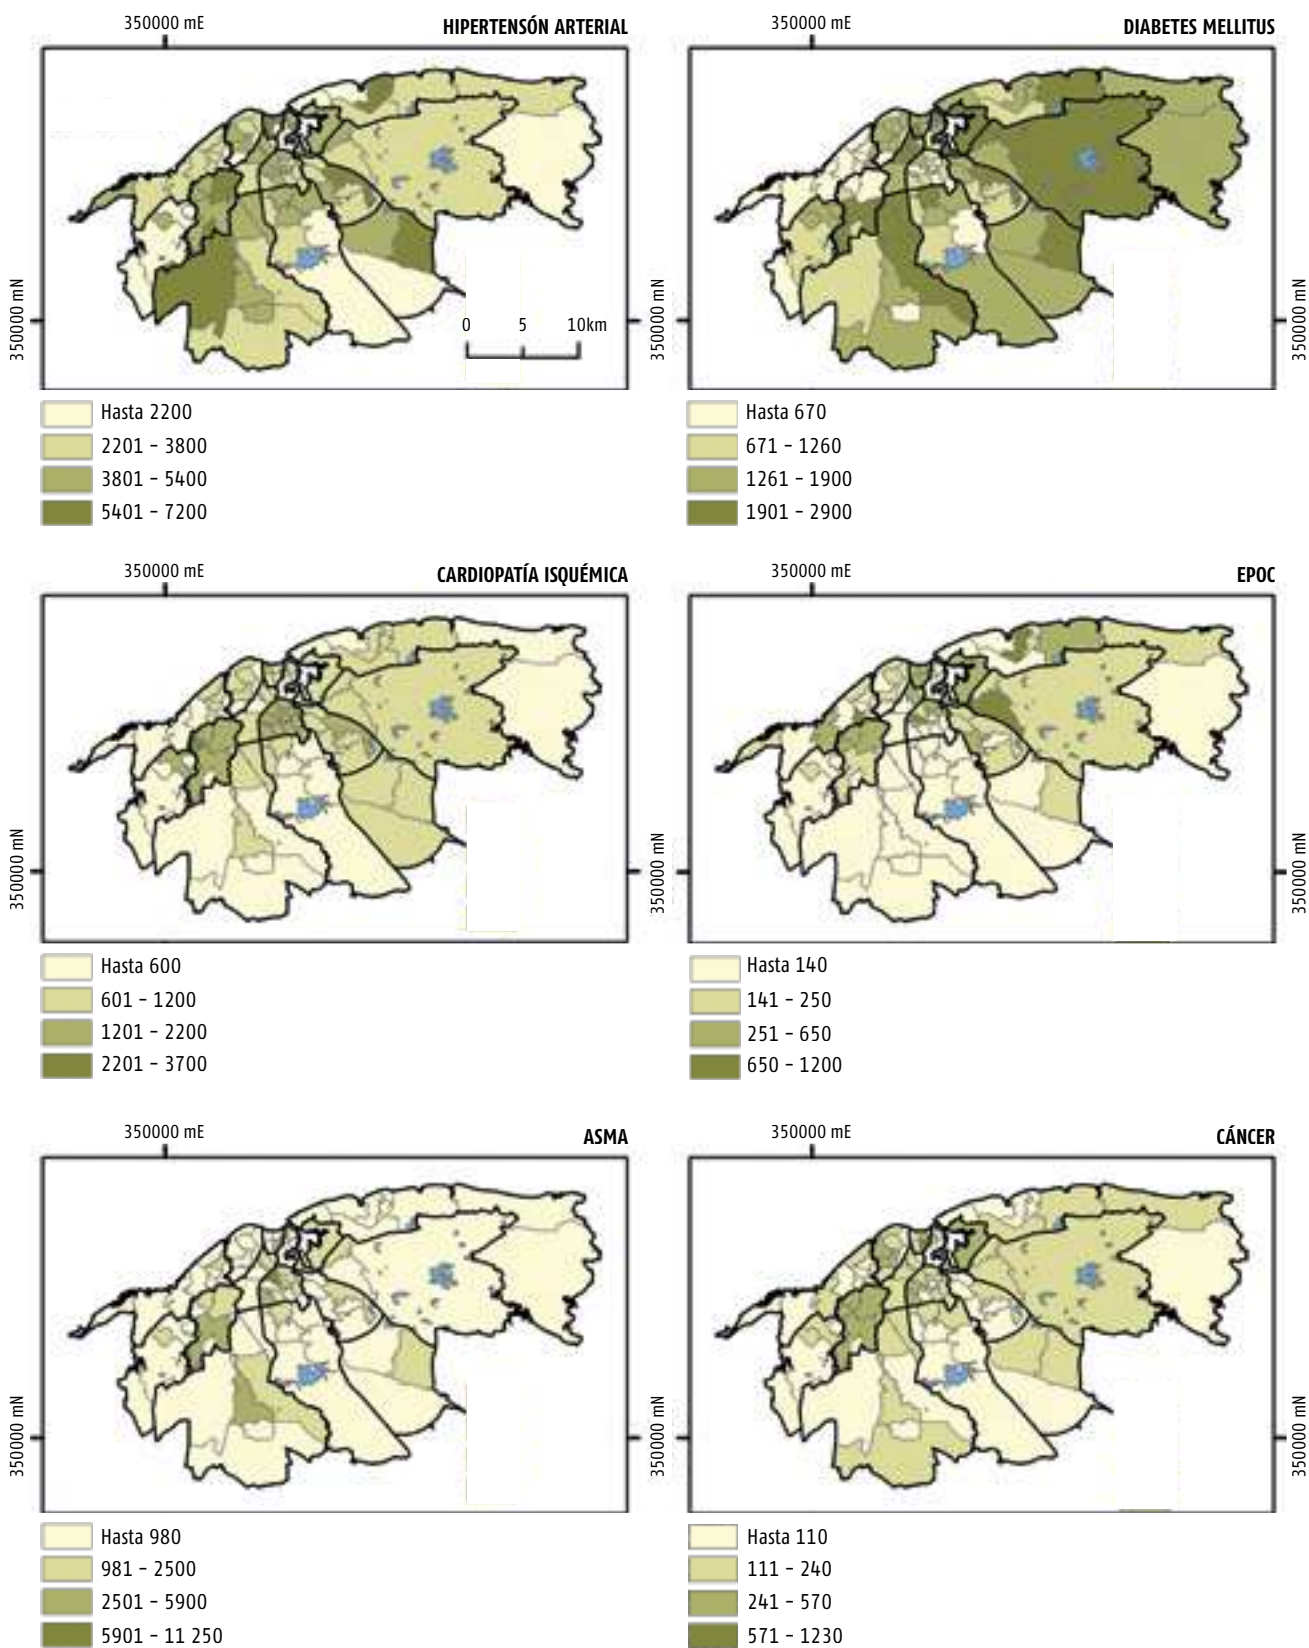 350000 mE
HIPERTENSÓN ARTERIAL
350000 mN
0 5 10km
Hasta 2200
2201 – 3800
3801 – 5400
5401 – 7200
350000 mE
DIABETES MELLITUS
350000 mN
350000 mN
Hasta 670
671 – 1260
1261 – 1900
1901 – 2900
350000 mE
CARDIOPATÍA ISQUÉMICA
350000 mN
Hasta 600
601 – 1200
1201 – 2200
2201 – 3700
350000 mE
EPOC
350000 mN
350000 mN
Hasta 140
141 – 250
251 – 650
650 – 1200
350000 mE
ASMA
350000 mN
Hasta 980
981 – 2500
2501 – 5900
5901 – 11 250
350000 mE
CÁNCER
350000 mN
350000 mN
Hasta 110
111 – 240
241 – 570
571 – 1230